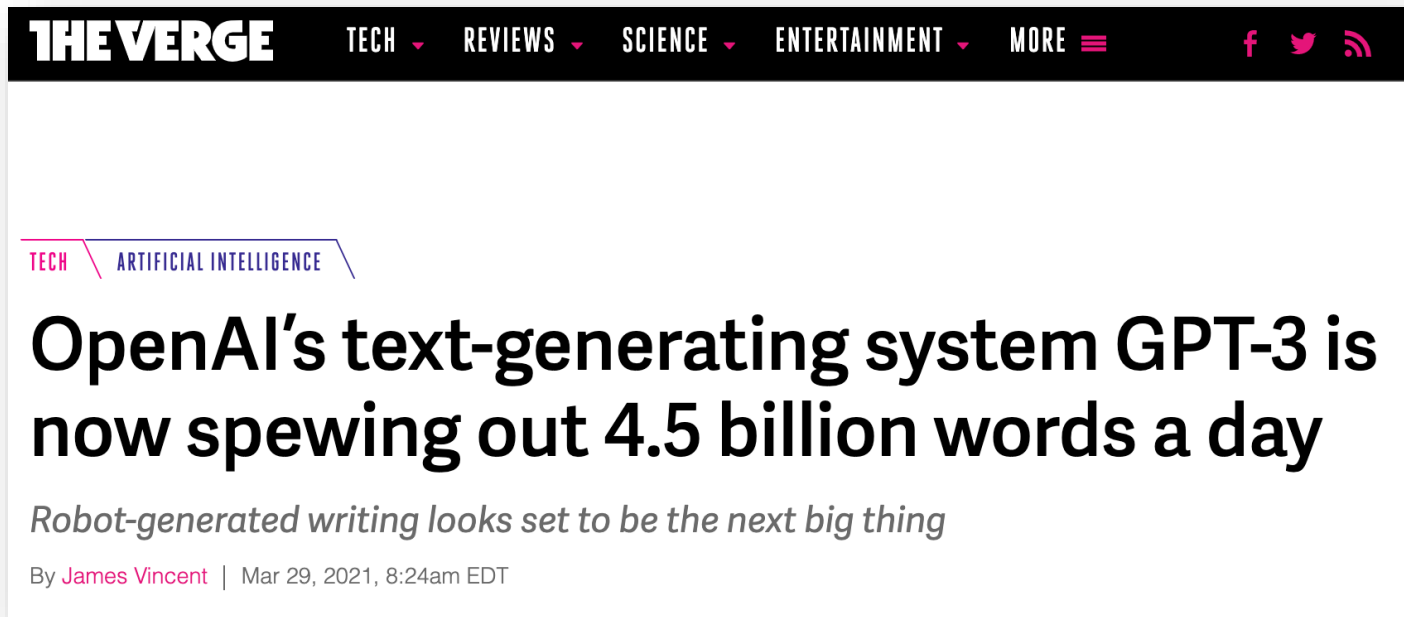 THE VERGE TECH REVIEWS SCIENCE ENTERTAINMENT MORE
TECH ARTIFICIAL INTELLIGENCE
OpenAI’s text-generating system GPT-3 is
now spewing out 4.5 billion words a day
Robot-generated writing looks set to be the next big thing
By James Vincent | Mar 29, 2021, 8:24am EDT